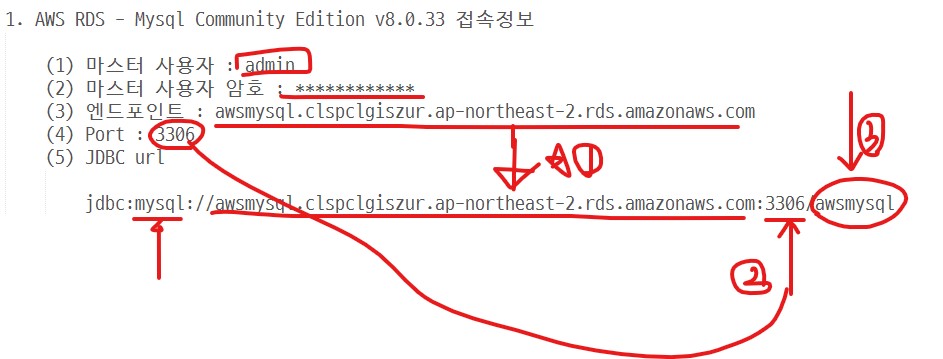 1. AWS RDS - Mysql Community Edition v8.0.33 접속정보
(1) 마스터 사용자 : admin
(2) 마스터 사용자 암호 : ************
(3) 엔드포인트 : awsmysql.clspclgiszur.ap-northeast-2.rds.amazonaws.com
(4) Port : 3306
(5) JDBC url
①
③
jdbc:mysql://awsmysql.clspclgiszur.ap-northeast-2.rds.amazonaws.com:3306/awsmysql
②